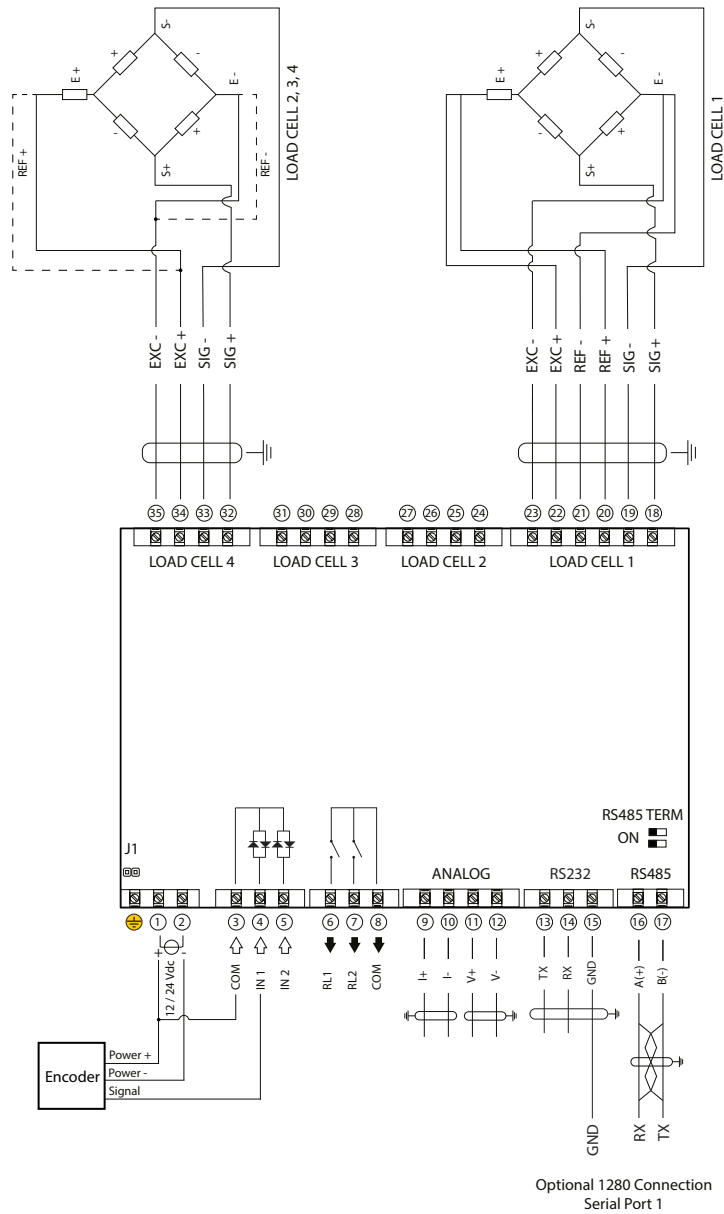 S-
S-
+
-
+
-
E +
E -
E+
E -
-
+
-
+
REF +
REF -
S+
S+
LOAD CELL 2, 3, 4
LOAD CELL 1
EXC -
EXC +
SIG -
SIG +
EXC -
EXC +
REF -
REF +
SIG -
SIG +
35 34 33 32 31 30 29 28 27 26 25 24 23 22 21 20 19 18
LOAD CELL 4 LOAD CELL 3 LOAD CELL 2 LOAD CELL 1
RS485 TERM
ON
J1
ANALOG RS232 RS485
1 2 3 4 5 6 7 8 9 10 11 12 13 14 15 16 17
+ -
12 / 24 Vdc
COM
IN 1
IN 2
RL1
RL2
COM
I+
I-
V+
V-
TX
RX
GND
A(+)
B(-)
Encoder
Power +
Power -
Signal
GND
RX
TX
Optional 1280 Connection
Serial Port 1